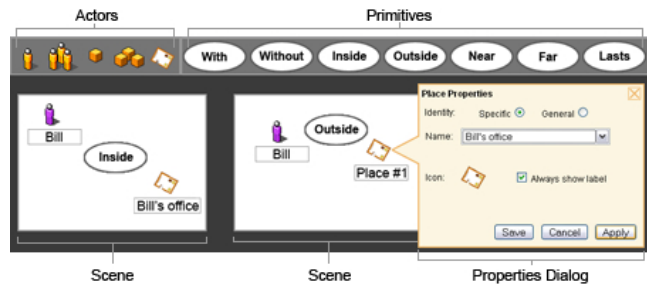 Actors Primitives
With Without Inside Outside Near Far Lasts
Bill
Inside
Bill's office
Outside
Bill
Place #1
Place Properties
Identity: Specific General
Name: Bill's office
Icon: Always show label
Save Cancel Apply
Scene Scene Properties Dialog